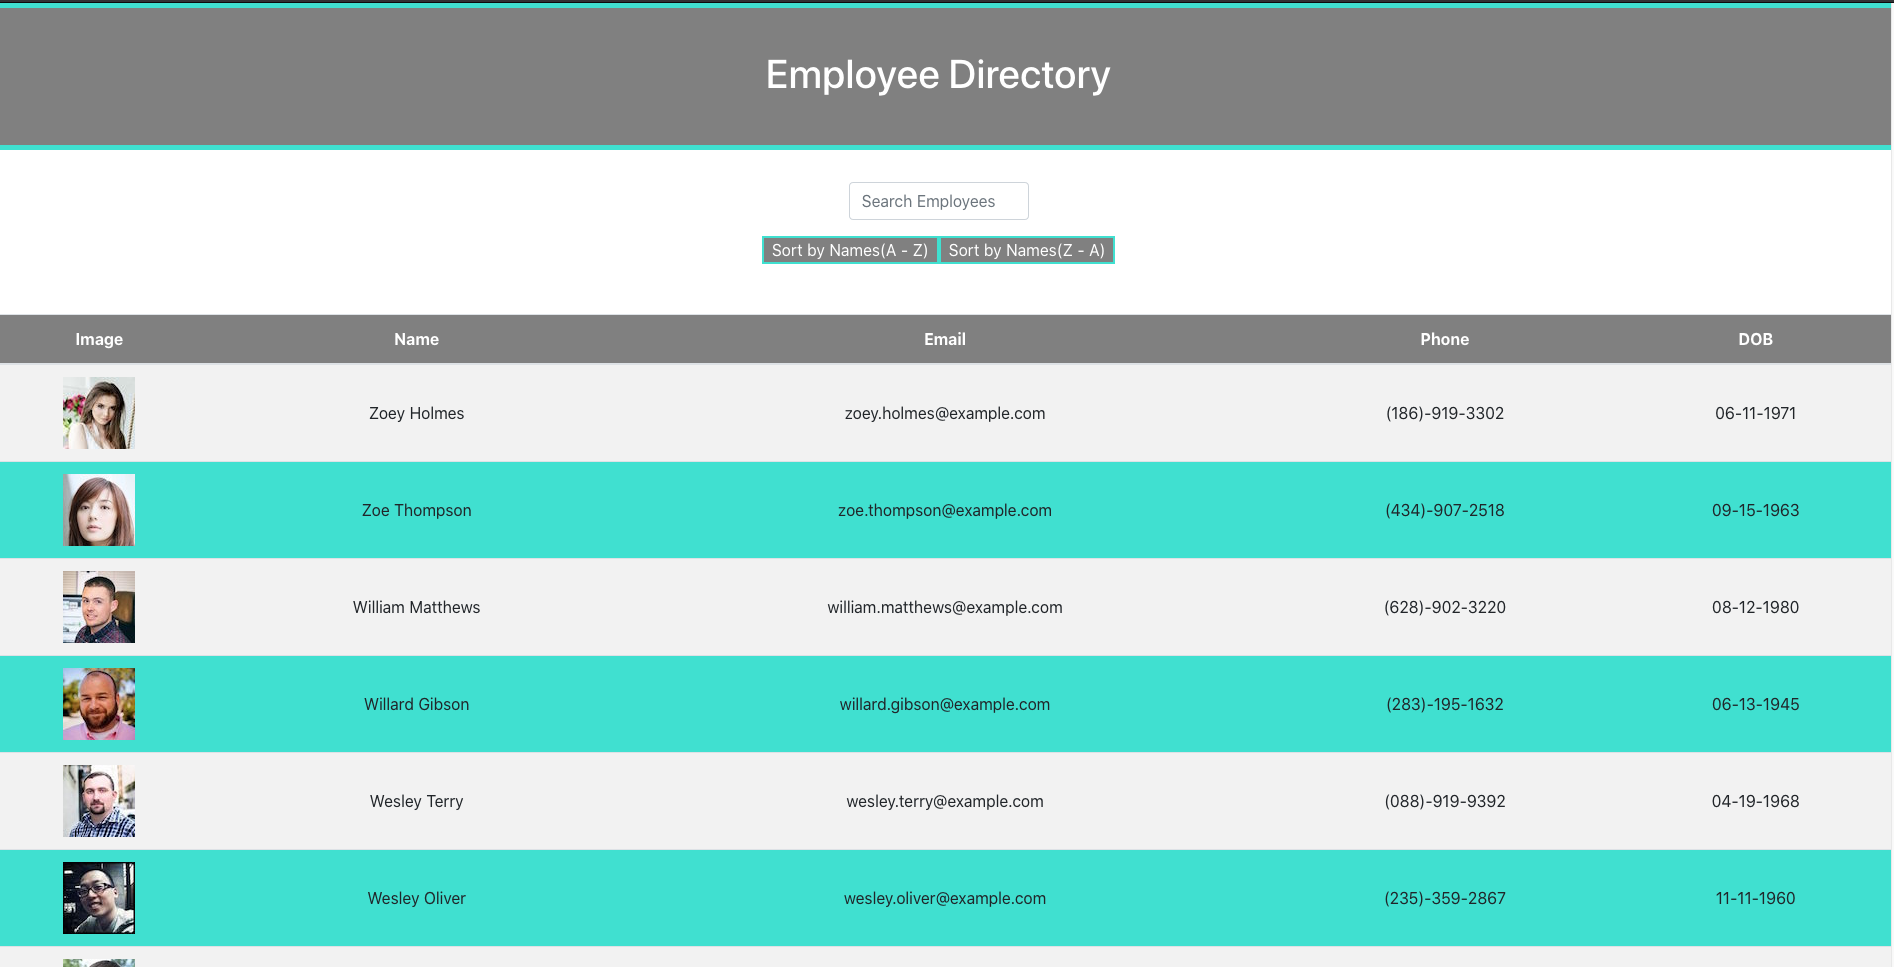 Employee Directory
Search Employees
Sort by Names(A - Z) Sort by Names(Z - A)
Image Name Email Phone DOB
Zoey Holmes zoey.holmes@example.com (186)-919-3302 06-11-1971
Zoe Thompson zoe.thompson@example.com (434)-907-2518 09-15-1963
William Matthews william.matthews@example.com (628)-902-3220 08-12-1980
Willard Gibson willard.gibson@example.com (283)-195-1632 06-13-1945
Wesley Terry wesley.terry@example.com (088)-919-9392 04-19-1968
Wesley Oliver wesley.oliver@example.com (235)-359-2867 11-11-1960